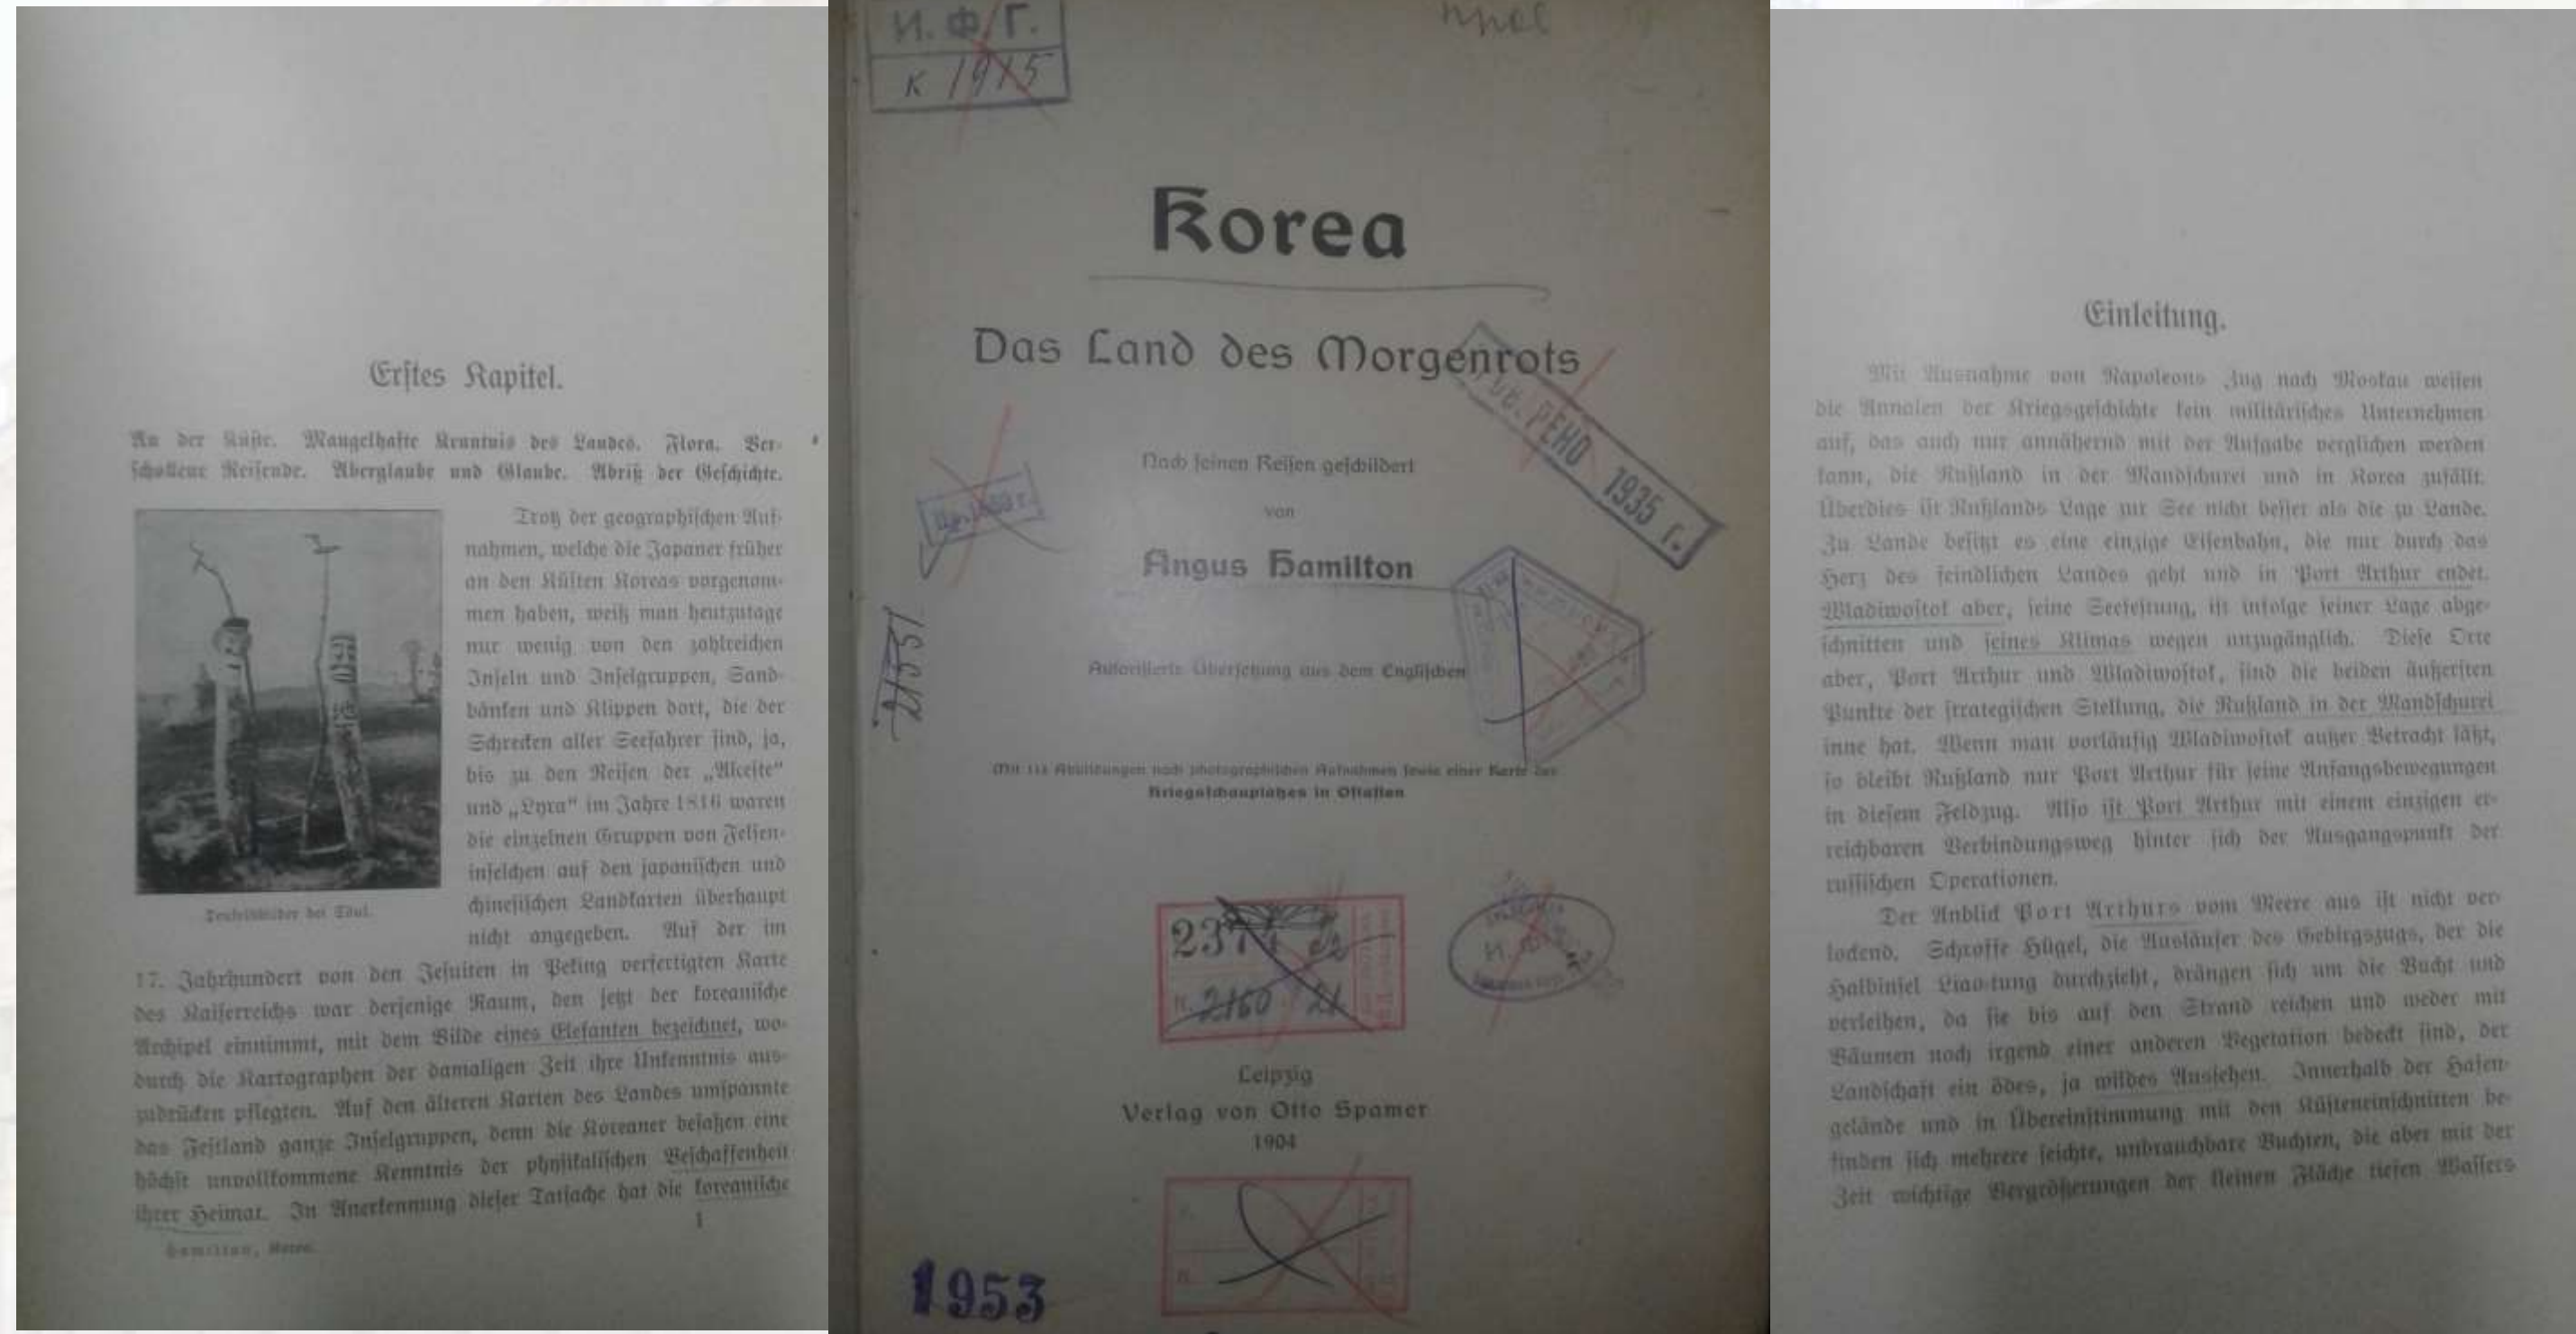 Erstes Kapitel.
An der Küste. Mangelhafte Kenntnis des Landes. Flora. Ver-
schollene Reisende. Aberglaube und Glaube. Abriß der Geschichte.
Trotz der geographischen Auf-
nahmen, welche die Japaner früher
an den Küsten Koreas vorgenom-
men haben, weiß man heutzutage
nur wenig von den zahlreichen
Inseln und Inselgruppen, Sand-
bänken und Klippen dort, die der
Schrecken aller Seefahrer sind, ja,
bis zu den Reisen der „Alceste“
und „Lyra“ im Jahre 1816 waren
die einzelnen Gruppen von Felsen-
inselchen auf den japanischen und
chinesischen Landkarten überhaupt
nicht angegeben. Auf der im
Teufelsbilder bei Söul.
17. Jahrhundert von den Jesuiten in Peking verfertigten Karte
des Kaiserreichs war derjenige Raum, den jetzt der koreanische
Archipel einnimmt, mit dem Bilde eines Elefanten bezeichnet, wo-
durch die Kartographen der damaligen Zeit ihre Unkenntnis aus-
zudrücken pflegten. Auf den älteren Karten des Landes umspannte
das Festland ganze Inselgruppen, denn die Koreaner besaßen eine
höchst unvollkommene Kenntnis der physikalischen Beschaffenheit
ihrer Heimat. In Anerkennung dieser Tatsache hat die koreanische
Hamilton, Korea.
1
И. Ф. Г.
К 1915
Korea
Das Land des Morgenrots
Nach seinen Reisen geschildert
von
Angus Hamilton
Autorisierte Übersetzung aus dem Englischen
Mit 114 Abbildungen nach photographischen Aufnahmen sowie einer Karte des
Kriegsschauplatzes in Ostasien
1935 г.
21551
2374
2160 21
Leipzig
Verlag von Otto Spamer
1904
1953
Einleitung.
Mit Ausnahme von Napoleons Zug nach Moskau weisen
die Annalen der Kriegsgeschichte kein militärisches Unternehmen
auf, das auch nur annähernd mit der Aufgabe verglichen werden
kann, die Rußland in der Mandschurei und in Korea zufällt.
Überdies ist Rußlands Lage zur See nicht besser als die zu Lande.
Zu Lande besitzt es eine einzige Eisenbahn, die nur durch das
Herz des feindlichen Landes geht und in Port Arthur endet.
Wladiwostok aber, seine Seefestung, ist infolge seiner Lage abge-
schnitten und seines Klimas wegen unzugänglich. Diese Orte
aber, Port Arthur und Wladiwostok, sind die beiden äußersten
Punkte der strategischen Stellung, die Rußland in der Mandschurei
inne hat. Wenn man vorläufig Wladiwostok außer Betracht läßt,
so bleibt Rußland nur Port Arthur für seine Anfangsbewegungen
in diesem Feldzug. Also ist Port Arthur mit einem einzigen er-
reichbaren Verbindungsweg hinter sich der Ausgangspunkt der
russischen Operationen.
Der Anblick Port Arthurs vom Meere aus ist nicht ver-
lockend. Schroffe Hügel, die Ausläufer des Gebirgszugs, der die
Halbinsel Liao-tung durchzieht, drängen sich um die Bucht und
verleihen, da sie bis auf den Strand reichen und weder mit
Bäumen noch irgend einer anderen Vegetation bedeckt sind, der
Landschaft ein ödes, ja wildes Aussehen. Innerhalb der Hafen-
gelände und in Übereinstimmung mit den Küsteneinschnitten be-
finden sich mehrere seichte, unbrauchbare Buchten, die aber mit der
Zeit wichtige Vergrößerungen der kleinen Fläche tiefen Wassers